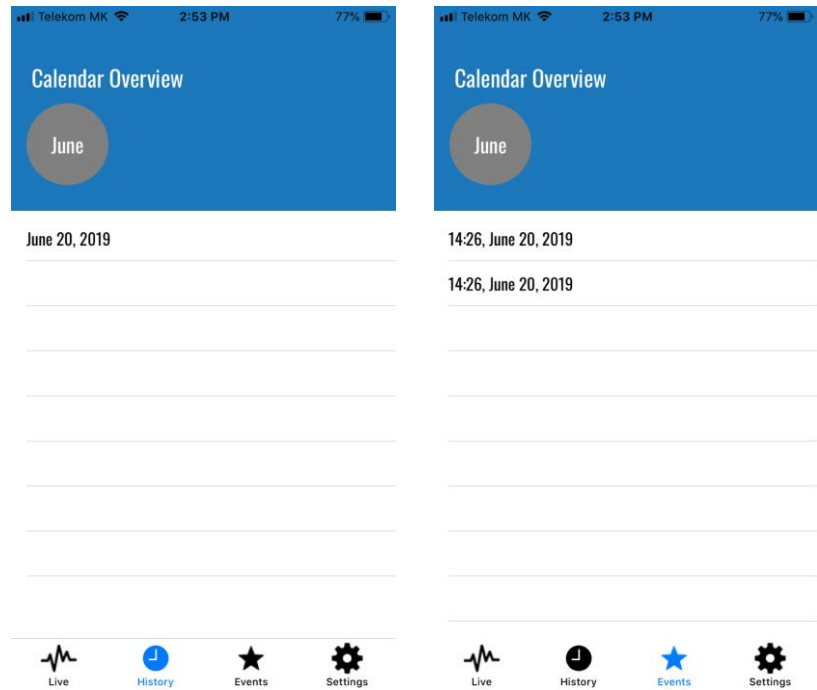 Telekom MK 2:53 PM 77%
Calendar Overview
June
June 20, 2019
Live History Events Settings
Telekom MK 2:53 PM 77%
Calendar Overview
June
14:26, June 20, 2019
14:26, June 20, 2019
Live History Events Settings